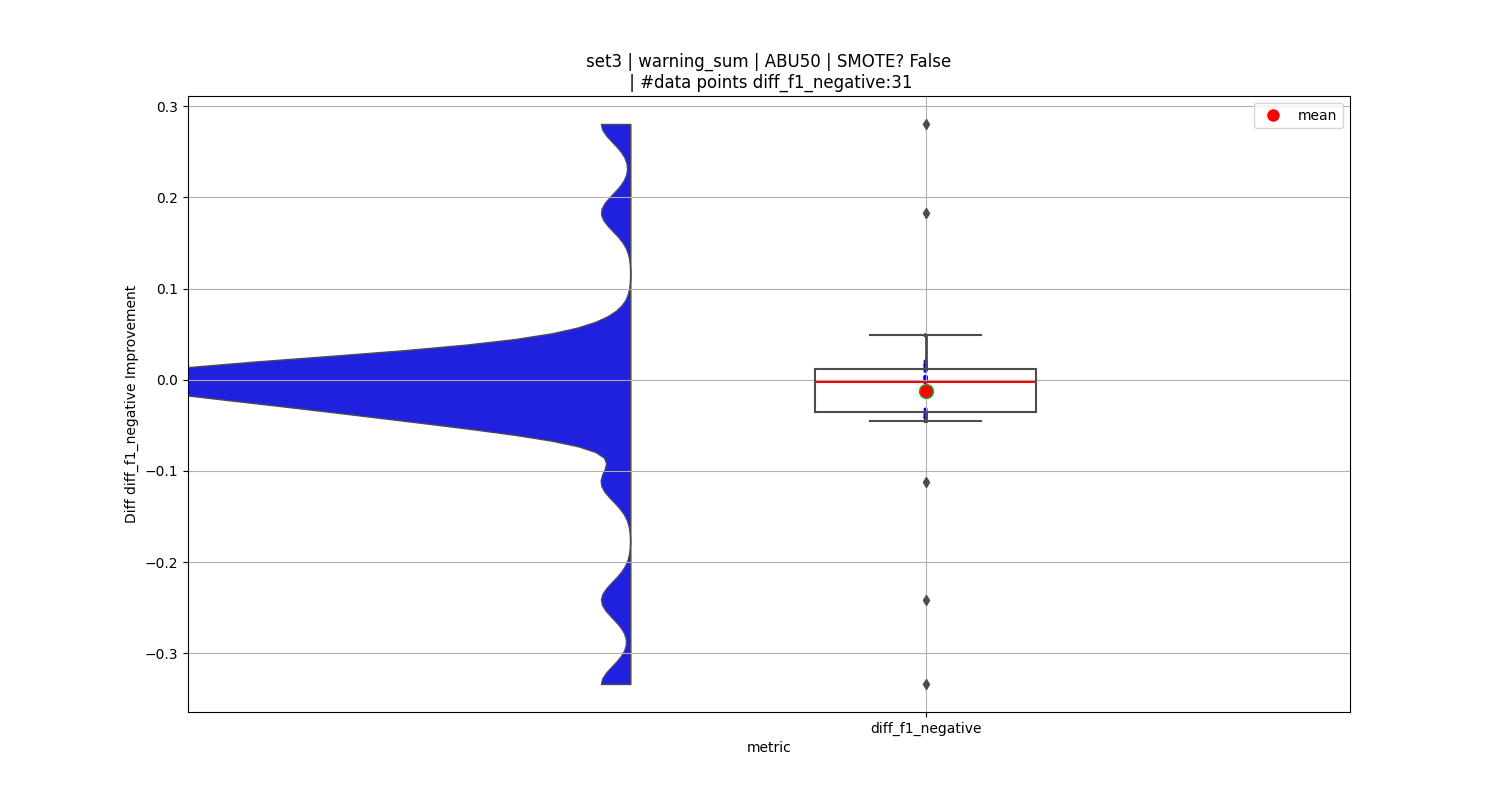 set3 | warning_sum | ABU50 | SMOTE? False
| #data points diff_f1_negative:31
mean
0.3
0.2
0.1
0.0
−0.1
−0.2
−0.3
Diff diff_f1_negative Improvement
diff_f1_negative
metric